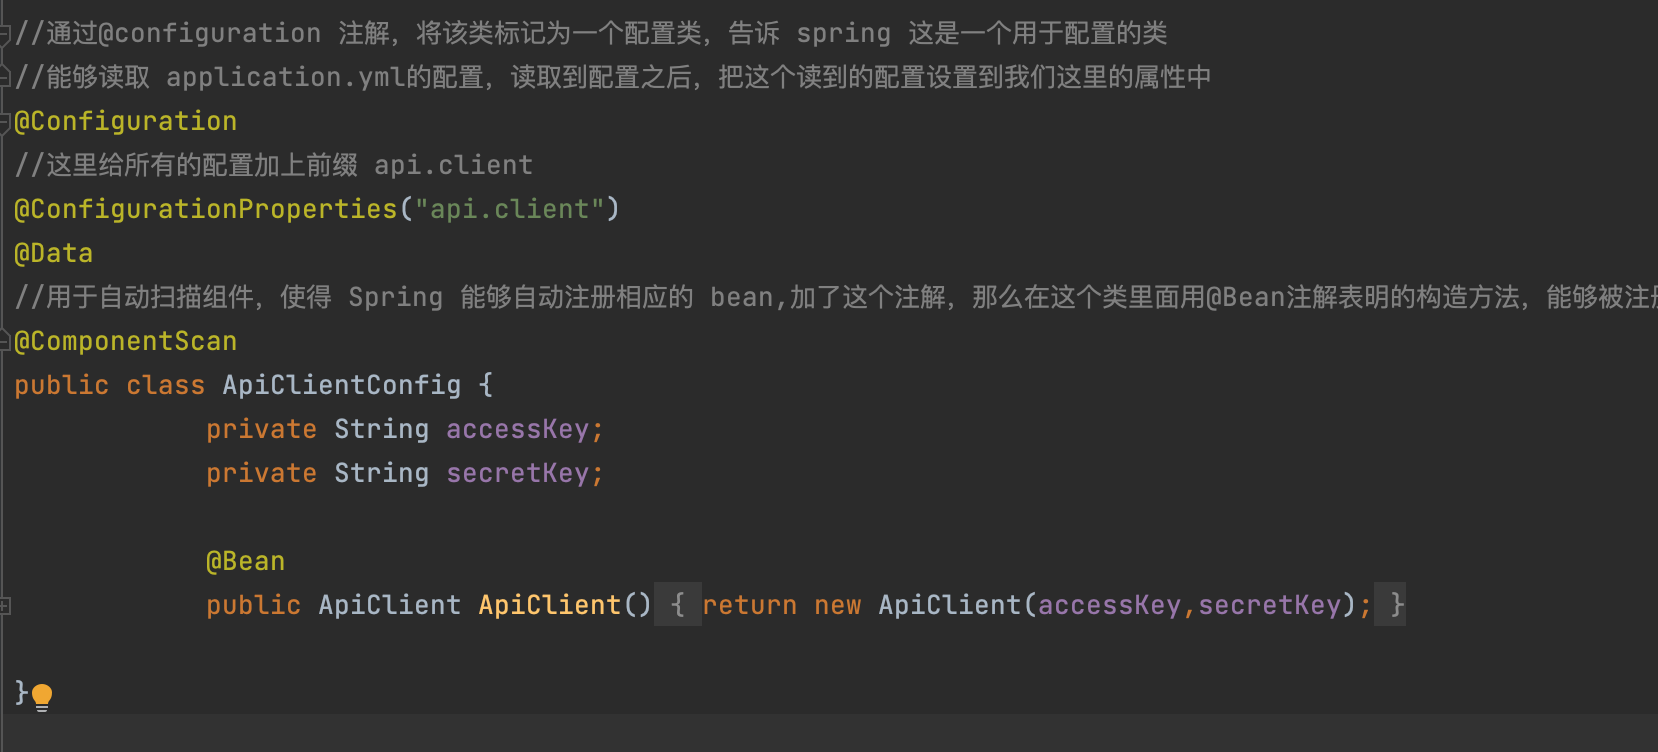 //通过@configuration 注解，将该类标记为一个配置类，告诉 spring 这是一个用于配置的类
//能够读取 application.yml的配置，读取到配置之后，把这个读到的配置设置到我们这里的属性中
@Configuration
//这里给所有的配置加上前缀 api.client
@ConfigurationProperties("api.client")
@Data
//用于自动扫描组件，使得 Spring 能够自动注册相应的 bean,加了这个注解，那么在这个类里面用@Bean注解表明的构造方法，能够被注册
@ComponentScan
public class ApiClientConfig {
private String accessKey;
private String secretKey;
@Bean
public ApiClient ApiClient() { return new ApiClient(accessKey,secretKey); }
}